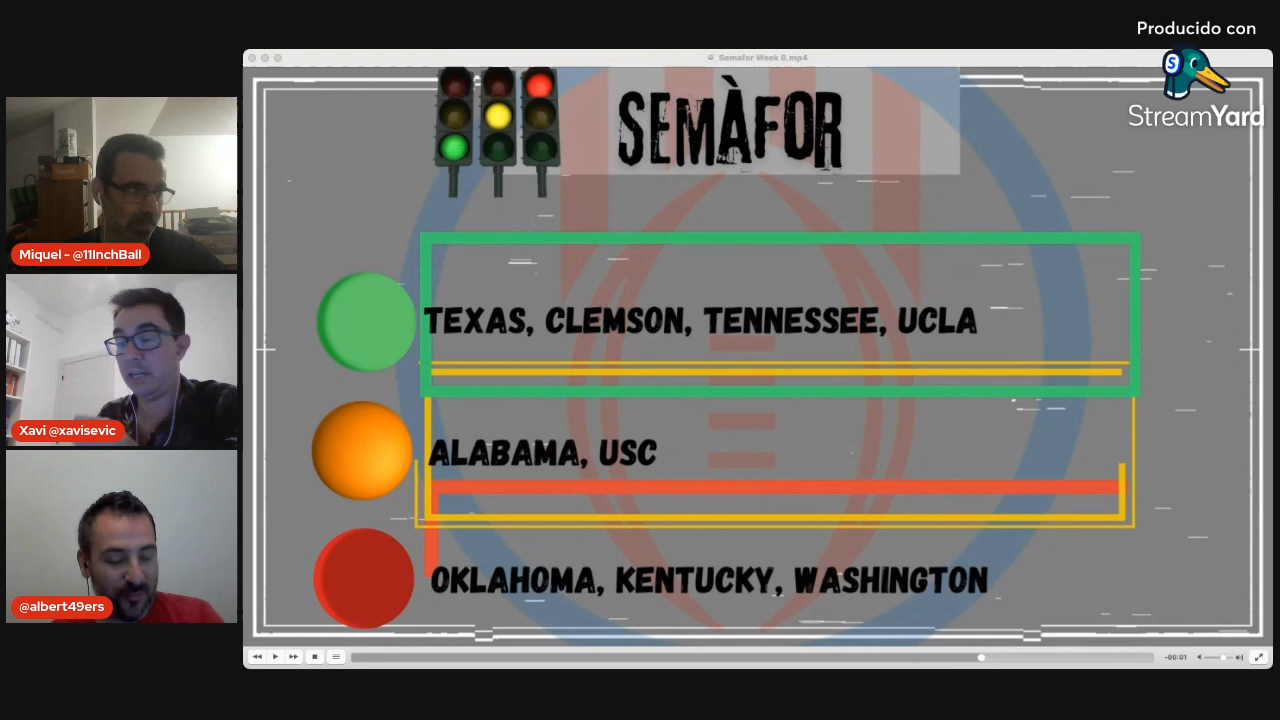 Producido con
StreamYard
Semafor Week 6.mp4
SEMÀFOR
TEXAS, CLEMSON, TENNESSEE, UCLA
ALABAMA, USC
OKLAHOMA, KENTUCKY, WASHINGTON
Miquel - @11InchBall
Xavi @xavisevic
@albert49ers
-00:01